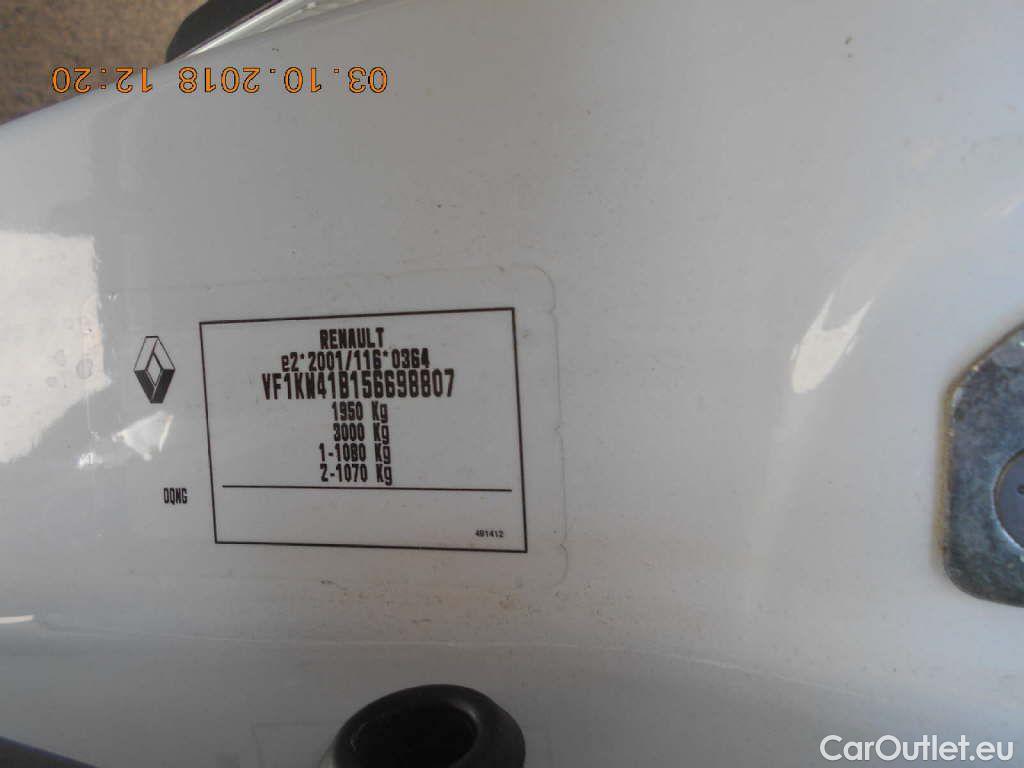 03.10.2018 12:20
RENAULT
e2*2001/116*0364
VF1KW41B156698807
1950 Kg
3000 Kg
1-1080 Kg
2-1070 Kg
DQNG
491412
CarOutlet.eu